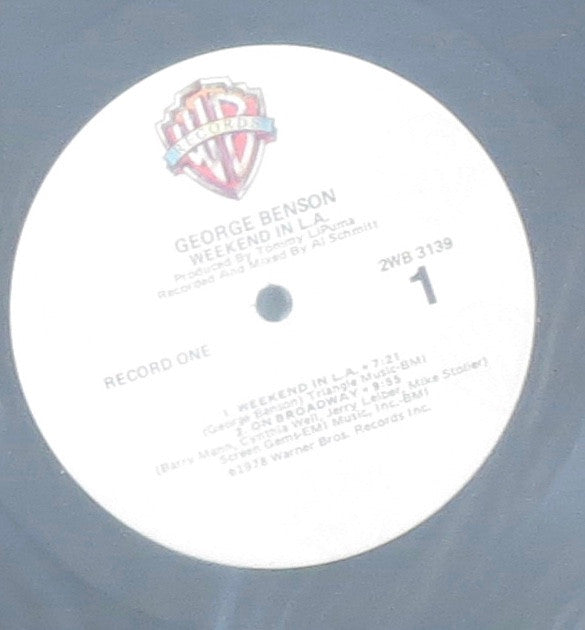 WB
RECORDS
GEORGE BENSON
WEEKEND IN L.A.
Produced By Tommy LiPuma
Recorded And Mixed By Al Schmitt
2WB 3139
1
RECORD ONE
1. WEEKEND IN L.A. • 7:21
(George Benson) Triangle Music-BMI
2. ON BROADWAY • 9:55
(Barry Mann, Cynthia Weil, Jerry Leiber, Mike Stoller)
Screen Gems-EMI Music, Inc.-BMI
1978 Warner Bros. Records Inc.